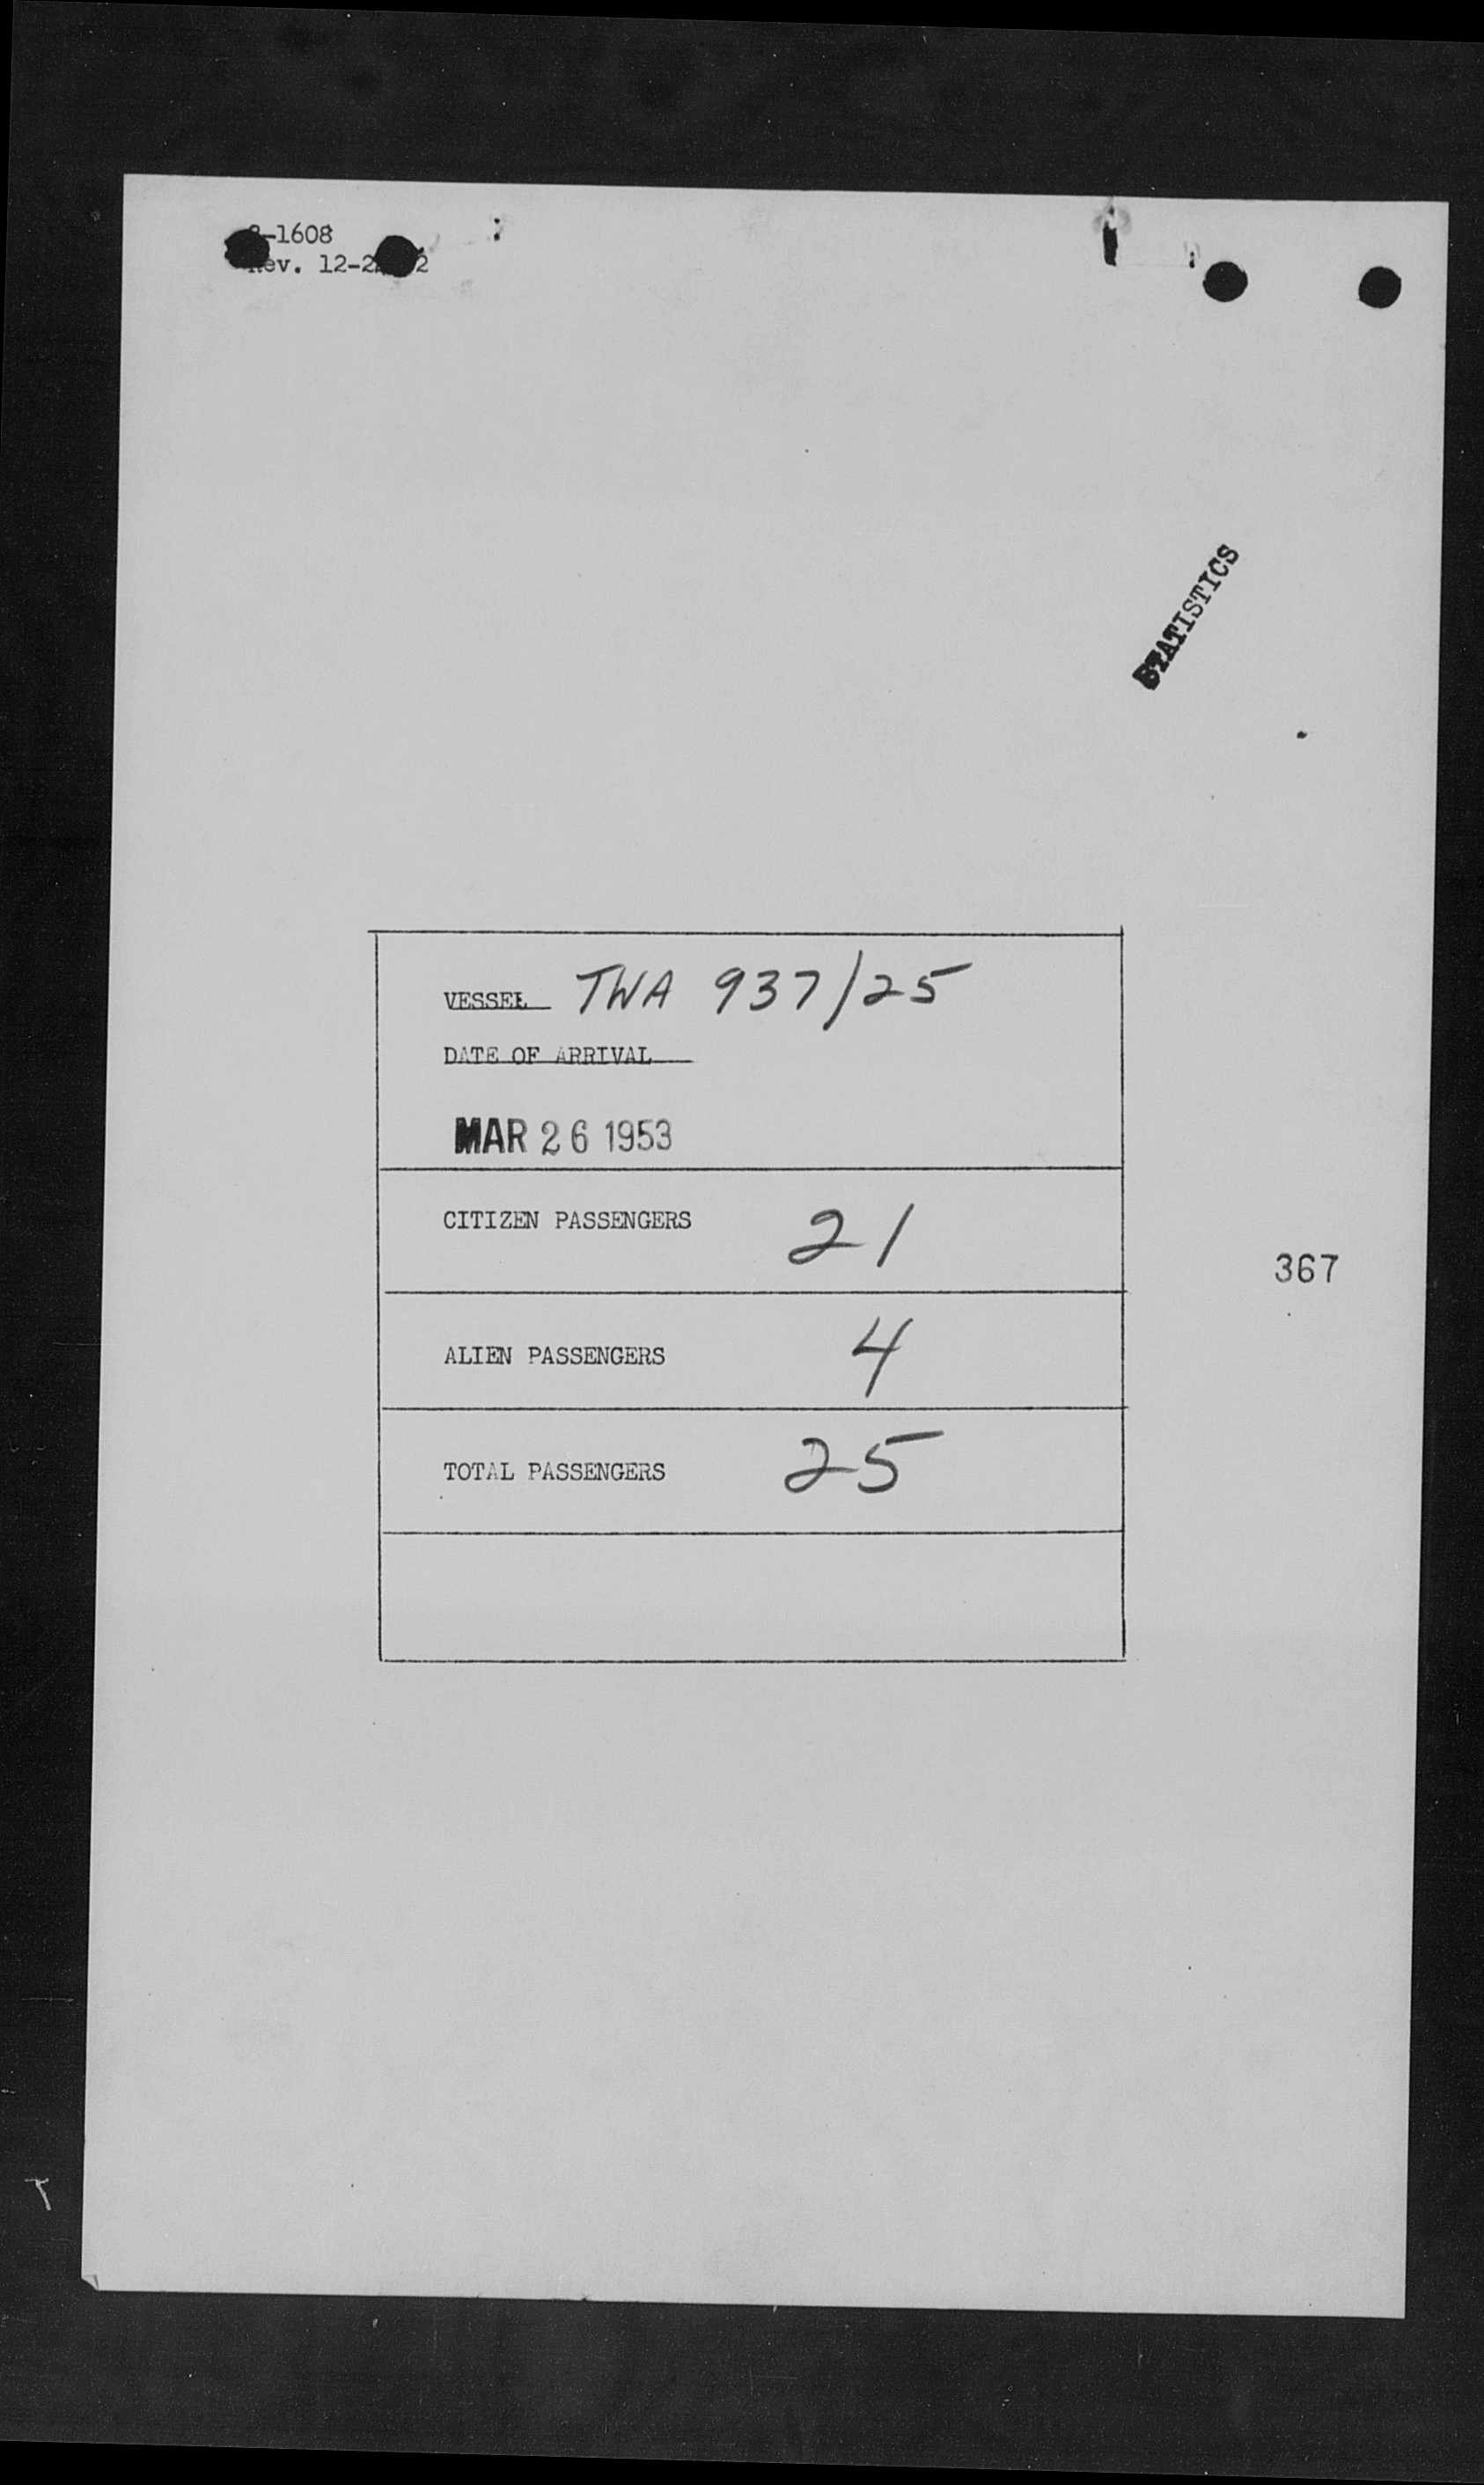 -1608
Rev. 12-2
STATISTICS
VESSEL TWA 937/25
DATE OF ARRIVAL
MAR 26 1953
CITIZEN PASSENGERS 21
367
ALIEN PASSENGERS 4
TOTAL PASSENGERS 25